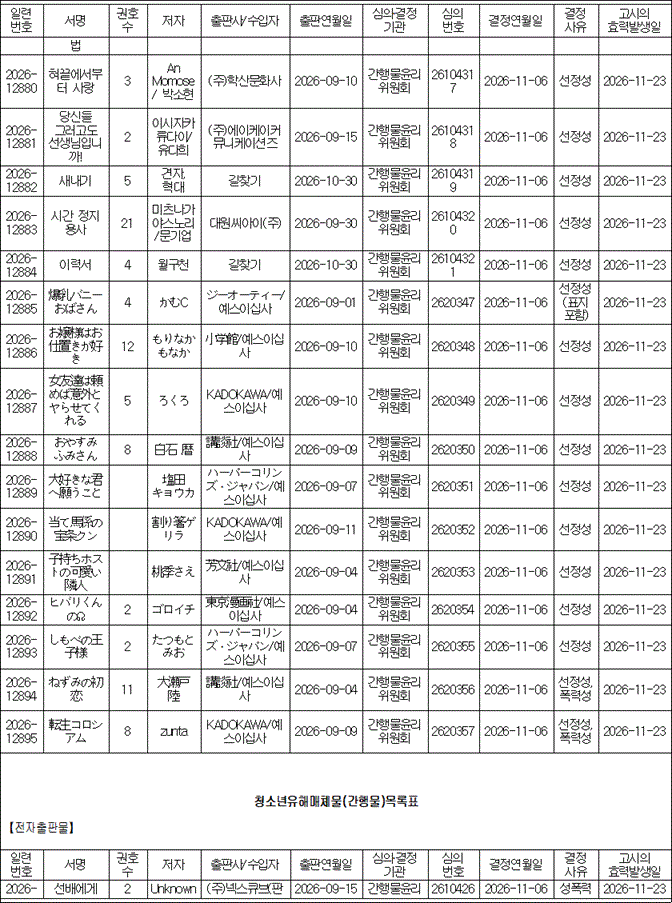 일련번호 서명 권호수 저자 출판사/수입자 출판연월일 심의·결정기관 심의번호 결정연월일 결정사유 고시의 효력발생일
법
2026-12880 혀끝에서부터 사랑 3 An Momose / 박소현 (주)학산문화사 2026-09-10 간행물윤리위원회 26104317 2026-11-06 선정성 2026-11-23
2026-12881 당신들 그러고도 선생님입니까! 2 이시자카 류다이/유다희 (주)에이케이커뮤니케이션즈 2026-09-15 간행물윤리위원회 26104318 2026-11-06 선정성 2026-11-23
2026-12882 새내기 5 견자, 혁대 길찾기 2026-10-30 간행물윤리위원회 26104319 2026-11-06 선정성 2026-11-23
2026-12883 시간 정지 용사 21 미츠나가 야스노리/문기업 대원씨아이(주) 2026-09-30 간행물윤리위원회 26104320 2026-11-06 선정성 2026-11-23
2026-12884 이력서 4 월구천 길찾기 2026-10-30 간행물윤리위원회 26104321 2026-11-06 선정성 2026-11-23
2026-12885 爆乳バニーおばさん 4 かむC ジーオーティー/예스이십사 2026-09-01 간행물윤리위원회 2620347 2026-11-06 선정성(표지포함) 2026-11-23
2026-12886 お嬢様はお仕置きが好き 12 もりなかもなか 小学館/예스이십사 2026-09-10 간행물윤리위원회 2620348 2026-11-06 선정성 2026-11-23
2026-12887 女友達は頼めば意外とヤらせてくれる 5 ろくろ KADOKAWA/예스이십사 2026-09-10 간행물윤리위원회 2620349 2026-11-06 선정성 2026-11-23
2026-12888 おやすみふみさん 8 白石 暦 講談社/예스이십사 2026-09-09 간행물윤리위원회 2620350 2026-11-06 선정성 2026-11-23
2026-12889 大好きな君へ願うこと 塩田キョウカ ハーパーコリンズ・ジャパン/예스이십사 2026-09-07 간행물윤리위원회 2620351 2026-11-06 선정성 2026-11-23
2026-12890 当て馬系の宝条クン 割り箸ゲリラ KADOKAWA/예스이십사 2026-09-11 간행물윤리위원회 2620352 2026-11-06 선정성 2026-11-23
2026-12891 子持ちホストの可愛い隣人 桃季さえ 芳文社/예스이십사 2026-09-04 간행물윤리위원회 2620353 2026-11-06 선정성 2026-11-23
2026-12892 ヒバリくんのΩ 2 ゴロイチ 東京漫画社/예스이십사 2026-09-04 간행물윤리위원회 2620354 2026-11-06 선정성 2026-11-23
2026-12893 しもべの王子様 2 たつもとみお ハーパーコリンズ・ジャパン/예스이십사 2026-09-07 간행물윤리위원회 2620355 2026-11-06 선정성 2026-11-23
2026-12894 ねずみの初恋 11 大瀬戸 陸 講談社/예스이십사 2026-09-04 간행물윤리위원회 2620356 2026-11-06 선정성,폭력성 2026-11-23
2026-12895 転生コロシアム 8 zunta KADOKAWA/예스이십사 2026-09-09 간행물윤리위원회 2620357 2026-11-06 선정성,폭력성 2026-11-23
청소년유해매체물(간행물)목록표
【전자출판물】
일련번호 서명 권호수 저자 출판사/수입자 출판연월일 심의·결정기관 심의번호 결정연월일 결정사유 고시의 효력발생일
2026- 선배에게 2 Unknown (주)넥스큐브(판 2026-09-15 간행물윤리 2610426 2026-11-06 성폭력 2026-11-23